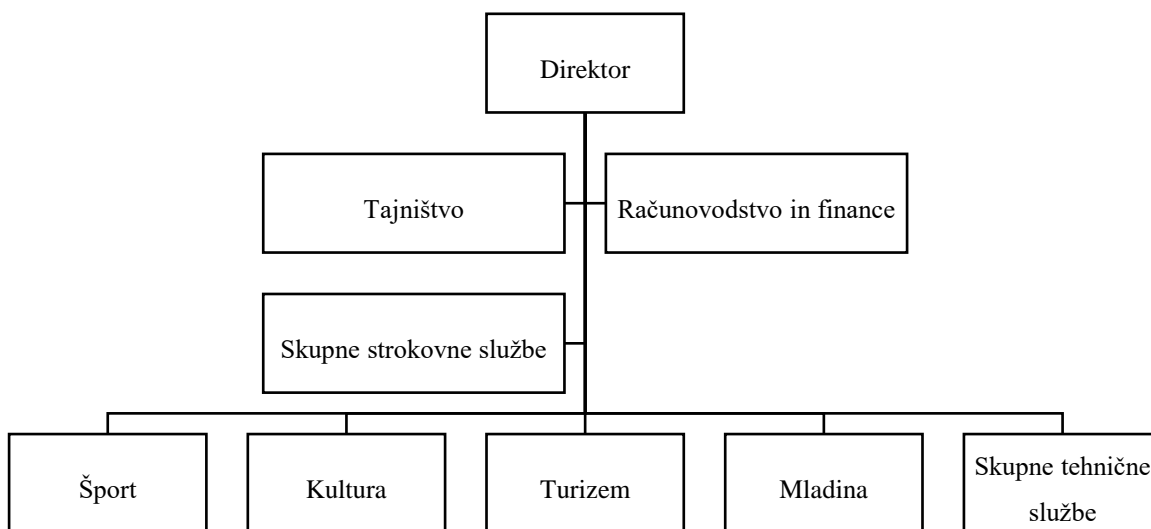 Direktor
Tajništvo
Računovodstvo in finance
Skupne strokovne službe
Šport
Kultura
Turizem
Mladina
Skupne tehnične
službe